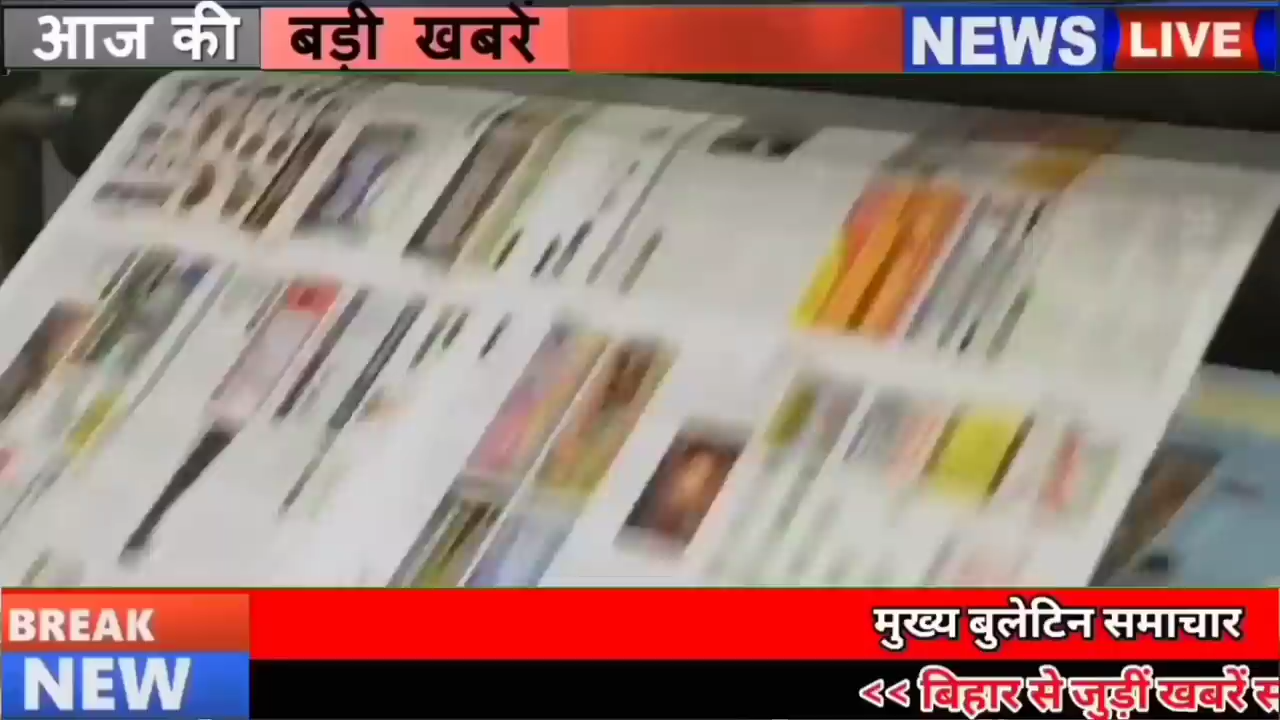 आज की बड़ी खबरें NEWS LIVE
BREAK
मुख्य बुलेटिन समाचार
NEW
<< बिहार से जुड़ीं खबरें